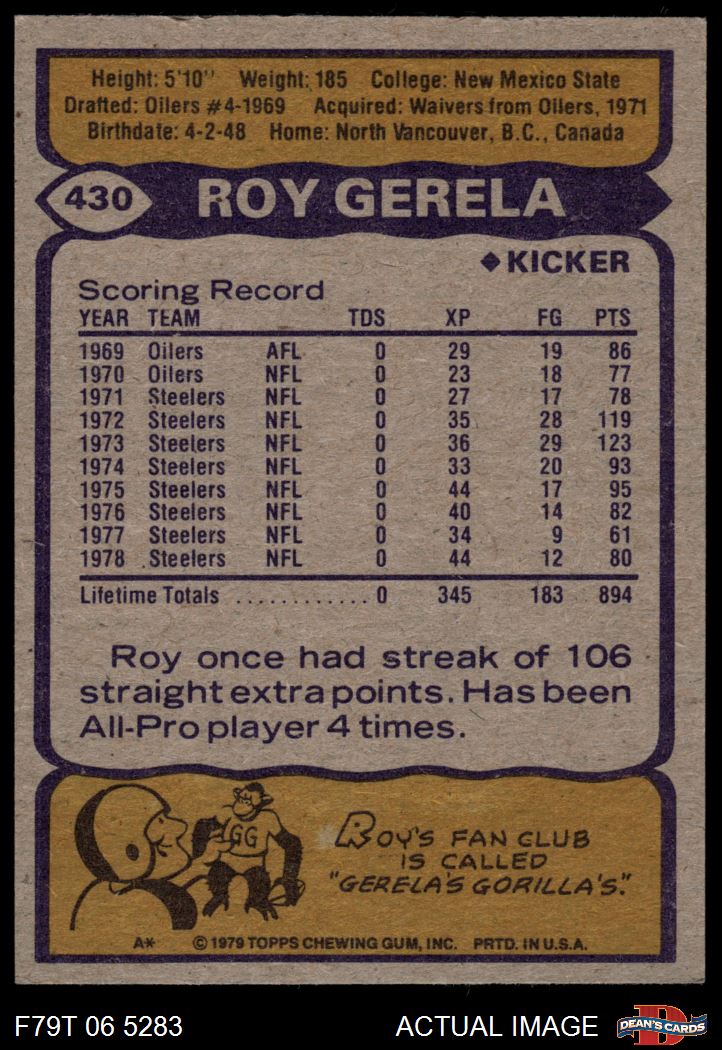 Height: 5'10" Weight: 185 College: New Mexico State
Drafted: Oilers #4-1969 Acquired: Waivers from Oilers, 1971
Birthdate: 4-2-48 Home: North Vancouver, B.C., Canada
430 ROY GERELA
◆KICKER
Scoring Record
YEAR TEAM TDS XP FG PTS
1969 Oilers AFL 0 29 19 86
1970 Oilers NFL 0 23 18 77
1971 Steelers NFL 0 27 17 78
1972 Steelers NFL 0 35 28 119
1973 Steelers NFL 0 36 29 123
1974 Steelers NFL 0 33 20 93
1975 Steelers NFL 0 44 17 95
1976 Steelers NFL 0 40 14 82
1977 Steelers NFL 0 34 9 61
1978 Steelers NFL 0 44 12 80
Lifetime Totals ............ 0 345 183 894
Roy once had streak of 106
straight extra points. Has been
All-Pro player 4 times.
GG
ROY'S FAN CLUB
IS CALLED
"GERELA'S GORILLA'S."
A* © 1979 TOPPS CHEWING GUM, INC. PRTD. IN U.S.A.
F79T 06 5283 ACTUAL IMAGE D DEAN'S CARDS